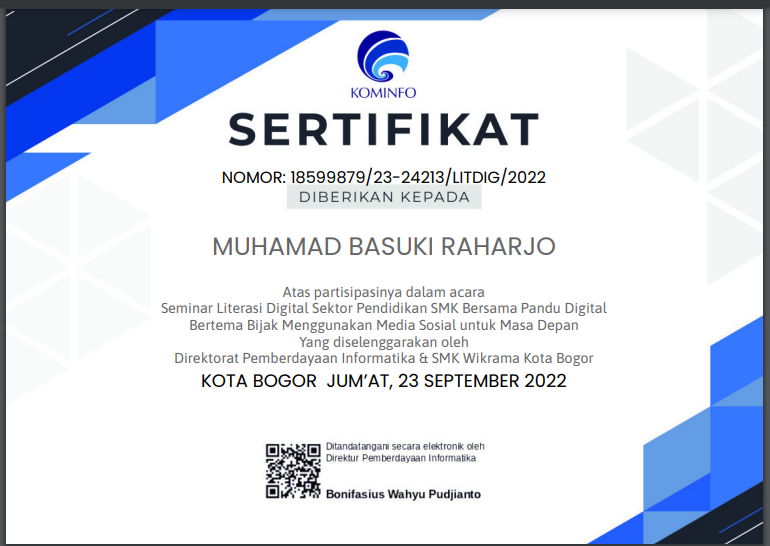 KOMINFO
SERTIFIKAT
NOMOR: 18599879/23-24213/LITDIG/2022
DIBERIKAN KEPADA
MUHAMAD BASUKI RAHARJO
Atas partisipasinya dalam acara
Seminar Literasi Digital Sektor Pendidikan SMK Bersama Pandu Digital
Bertema Bijak Menggunakan Media Sosial untuk Masa Depan
Yang diselenggarakan oleh
Direktorat Pemberdayaan Informatika & SMK Wikrama Kota Bogor
KOTA BOGOR JUM’AT, 23 SEPTEMBER 2022
Ditandatangani secara elektronik oleh
Direktur Pemberdayaan Informatika
Bonifasius Wahyu Pudjianto